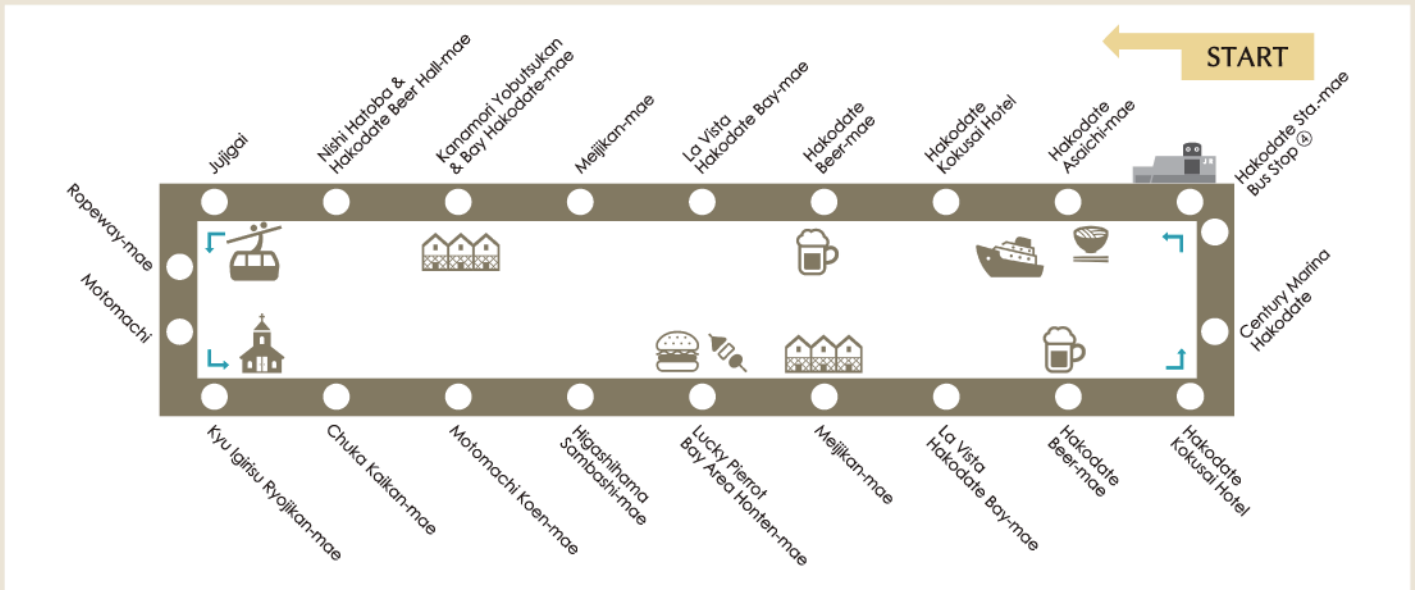 START
Jujigai
Nishi Hatoba &
Hakodate Beer Hall-mae
Kanamori Yobutsukan
& Bay Hakodate-mae
Meijikan-mae
La Vista
Hakodate Bay-mae
Hakodate
Beer-mae
Hakodate
Kokusai Hotel
Hakodate
Asaichi-mae
Hakodate Sta.-mae
Bus Stop ④
Ropeway-mae
Motomachi
Century Marina
Hakodate
Kyu Igirisu Ryojikan-mae
Chuka Kaikan-mae
Motomachi Koen-mae
Higashihama
Sambashi-mae
Lucky Pierrot
Bay Area Honten-mae
Meijikan-mae
La Vista
Hakodate Bay-mae
Hakodate
Beer-mae
Hakodate
Kokusai Hotel